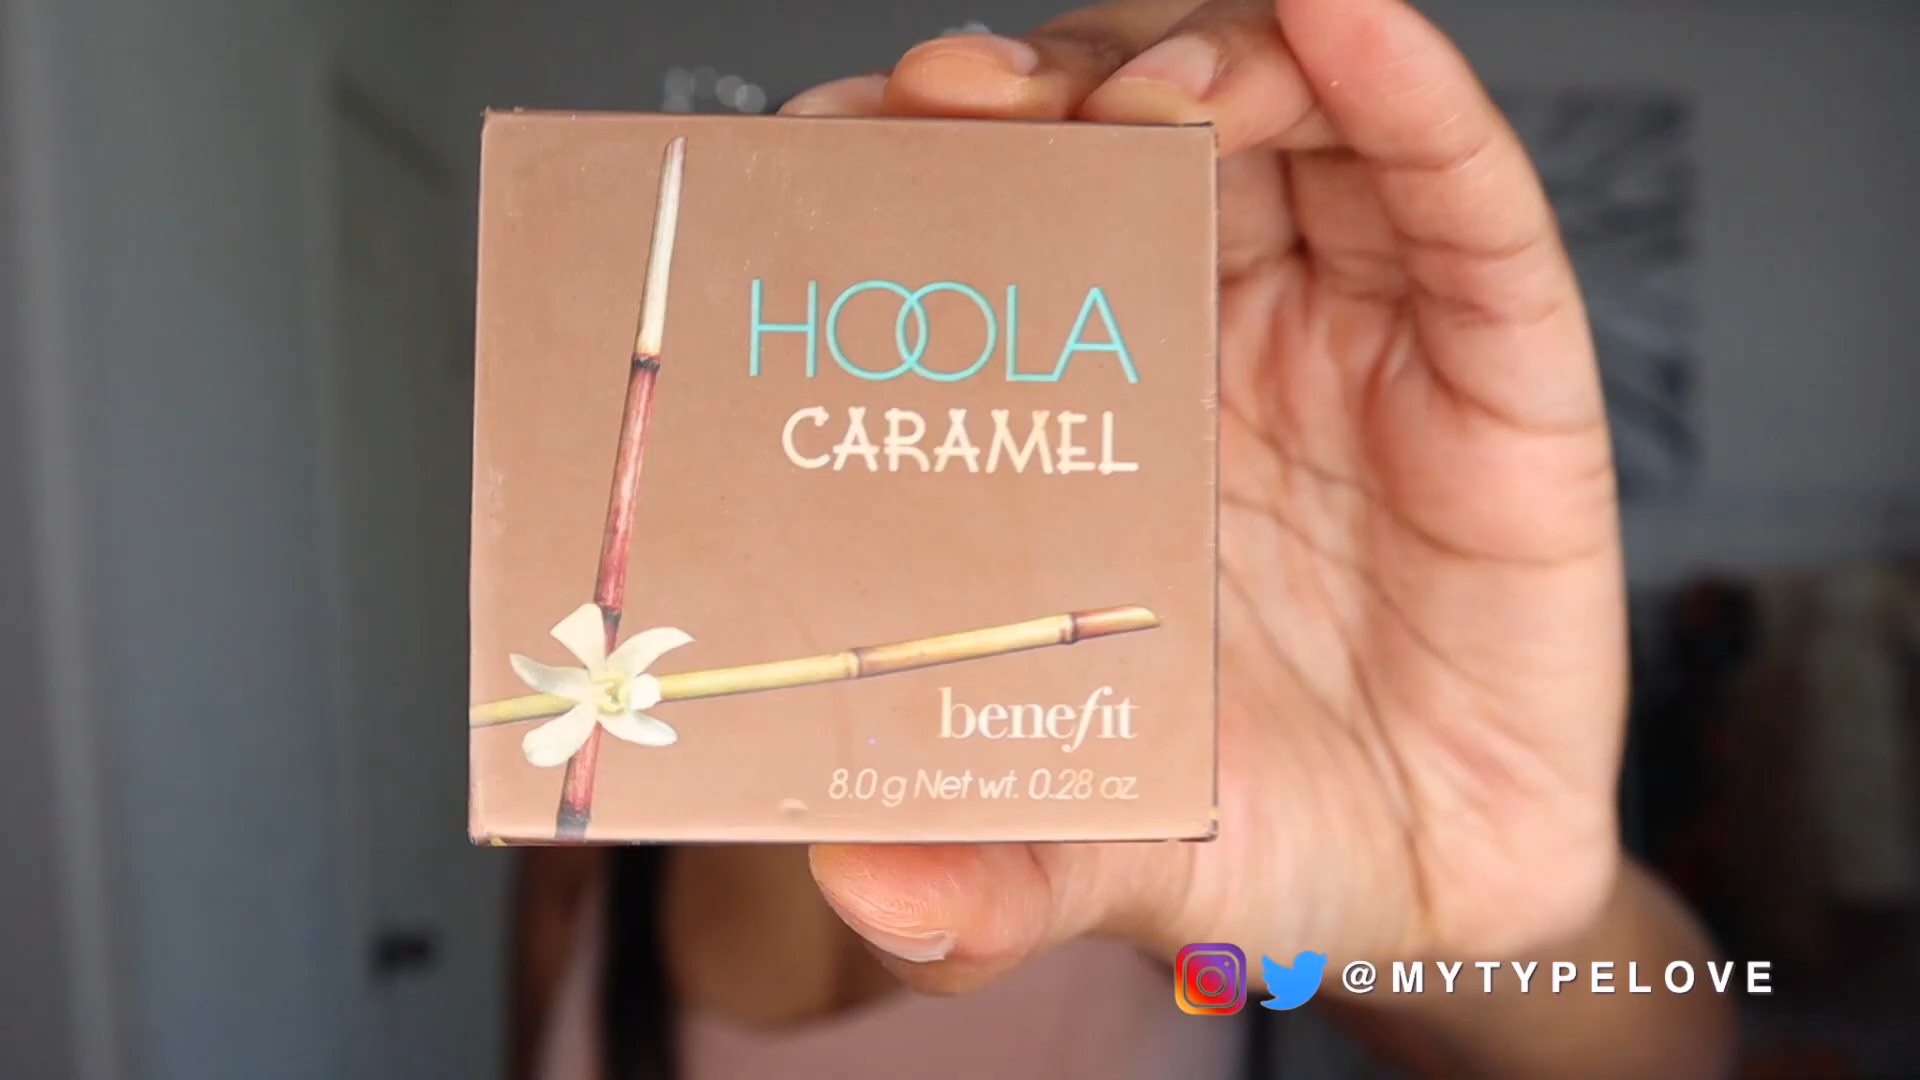 HOOLA
CARAMEL
benefit
8.0 g Net wt. 0.28 oz
@MYTYPELOVE